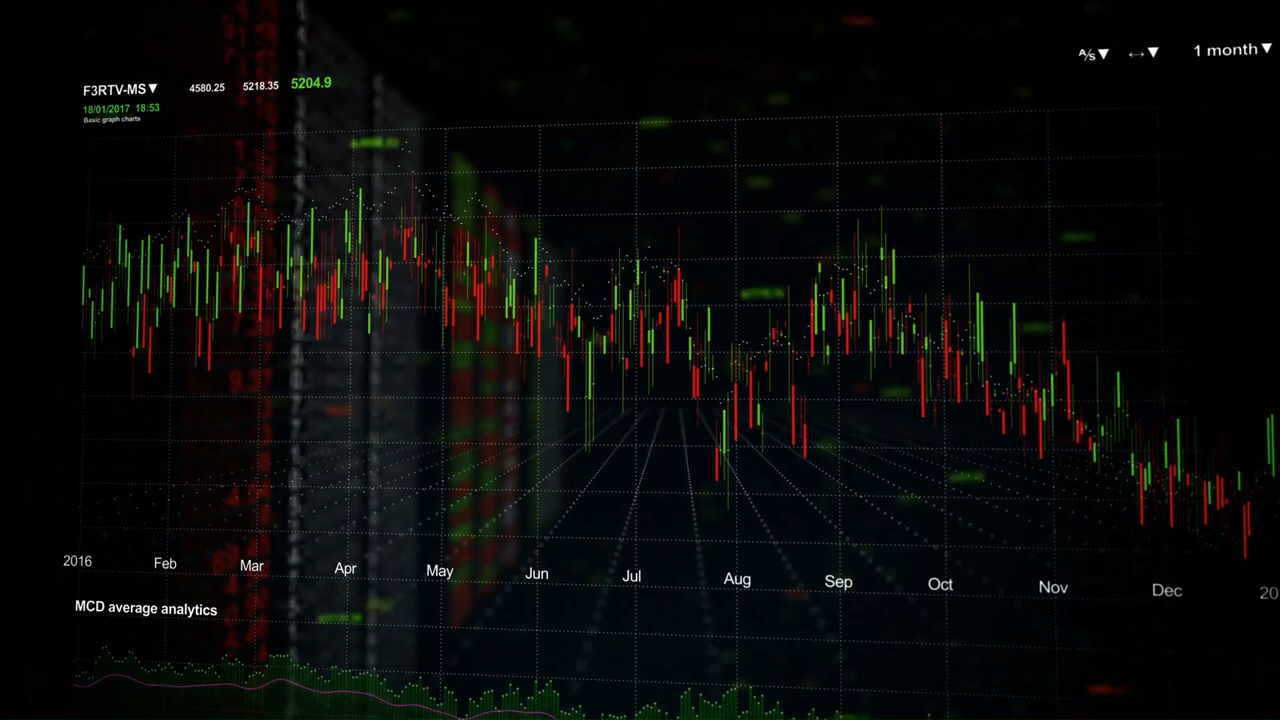 A/s▼ ↔▼ 1 month▼
F3RTV-MS▼ 4580.25 5218.35 5204.9
18/01/2017 18:53
Basic graph charts
2016 Feb Mar Apr May Jun Jul Aug Sep Oct Nov Dec 20
MCD average analytics